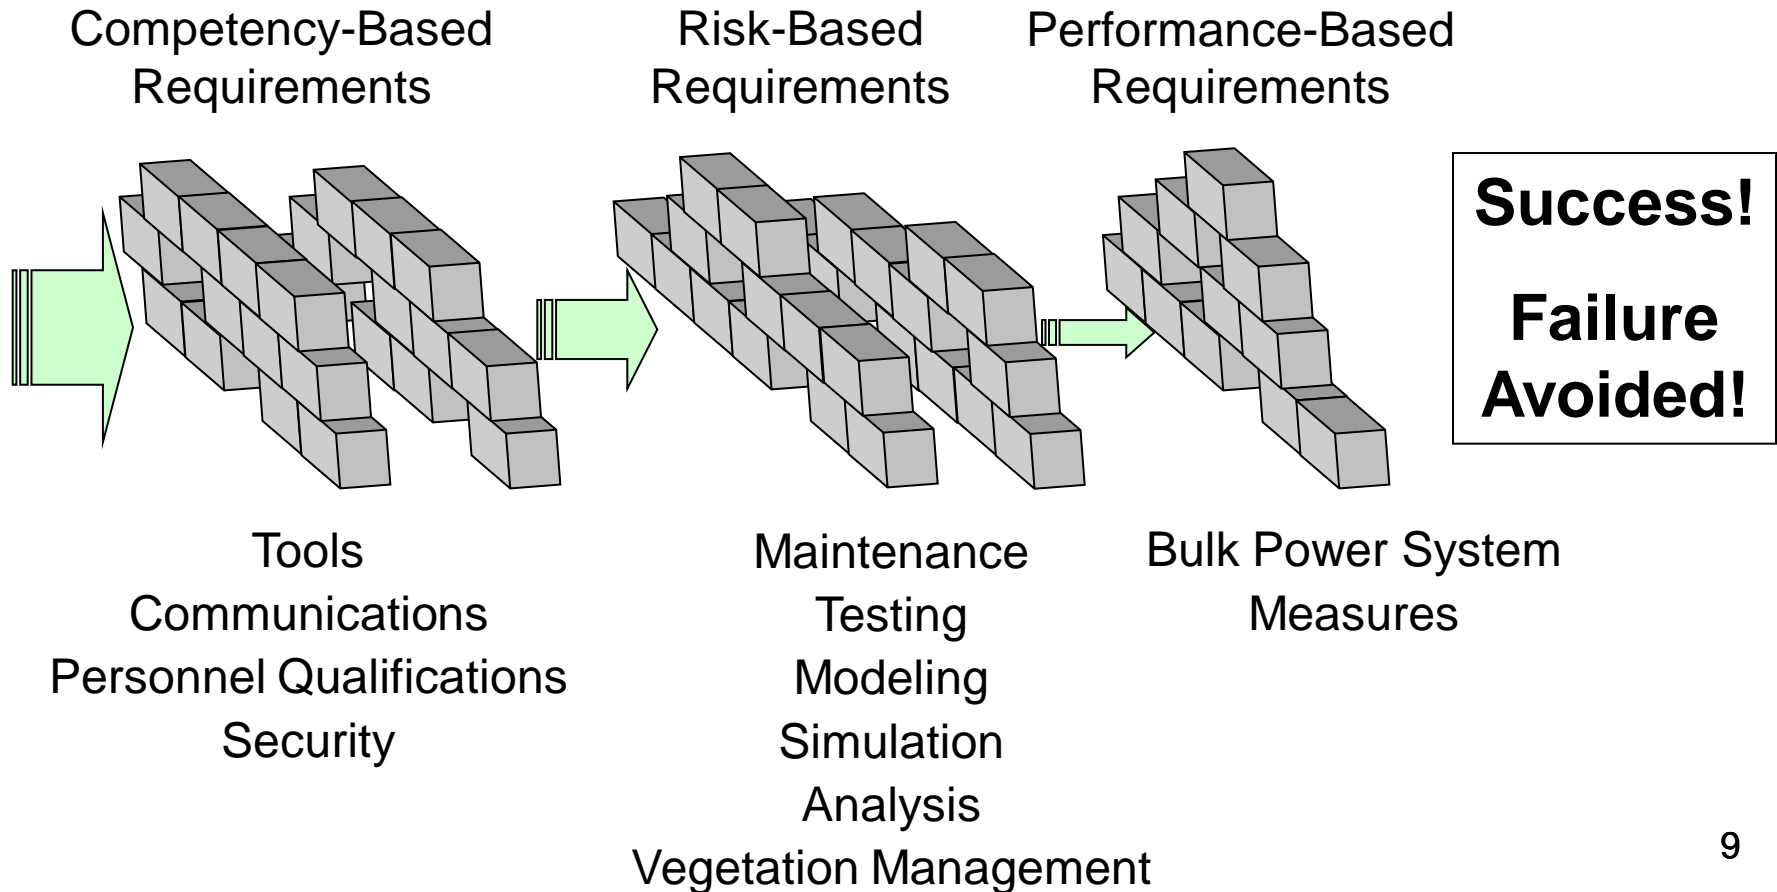 Competency-Based
Requirements
Risk-Based
Requirements
Performance-Based
Requirements
Success!
Failure
Avoided!
Tools
Communications
Personnel Qualifications
Security
Maintenance
Testing
Modeling
Simulation
Analysis
Vegetation Management
Bulk Power System
Measures
9